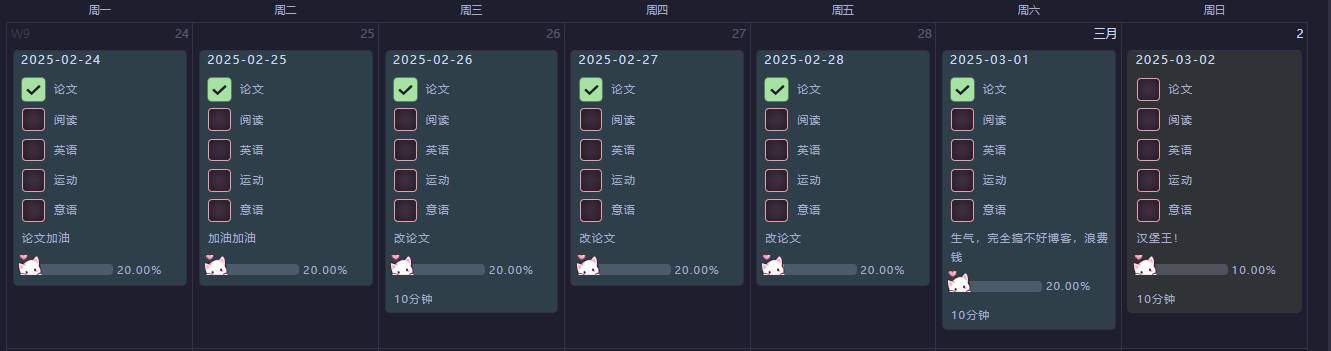 周一
周二
周三
周四
周五
周六
周日
W9
24
25
26
27
28
三月
2
2025-02-24
论文
阅读
英语
运动
意语
论文加油
20.00%
2025-02-25
论文
阅读
英语
运动
意语
加油加油
20.00%
2025-02-26
论文
阅读
英语
运动
意语
改论文
20.00%
10分钟
2025-02-27
论文
阅读
英语
运动
意语
改论文
20.00%
2025-02-28
论文
阅读
英语
运动
意语
改论文
20.00%
2025-03-01
论文
阅读
英语
运动
意语
生气，完全搞不好博客，浪费
钱
20.00%
10分钟
2025-03-02
论文
阅读
英语
运动
意语
汉堡王！
10.00%
10分钟